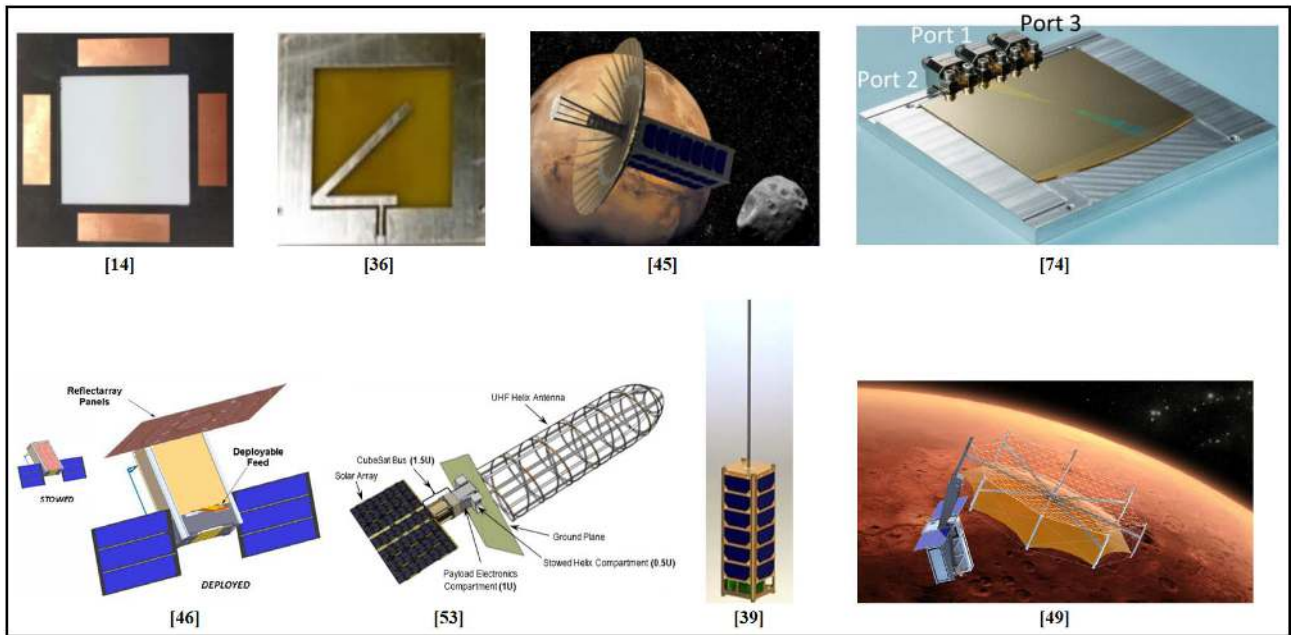 Port 3
Port 1
Port 2
[14]
[36]
[45]
[74]
Reflectarray
Panels
Deployable
Feed
STOWED
DEPLOYED
UHF Helix Antenna
CubeSat Bus (1.5U)
Solar Array
Ground Plane
Stowed Helix Compartment (0.5U)
Payload Electronics
Compartment (1U)
[46]
[53]
[39]
[49]